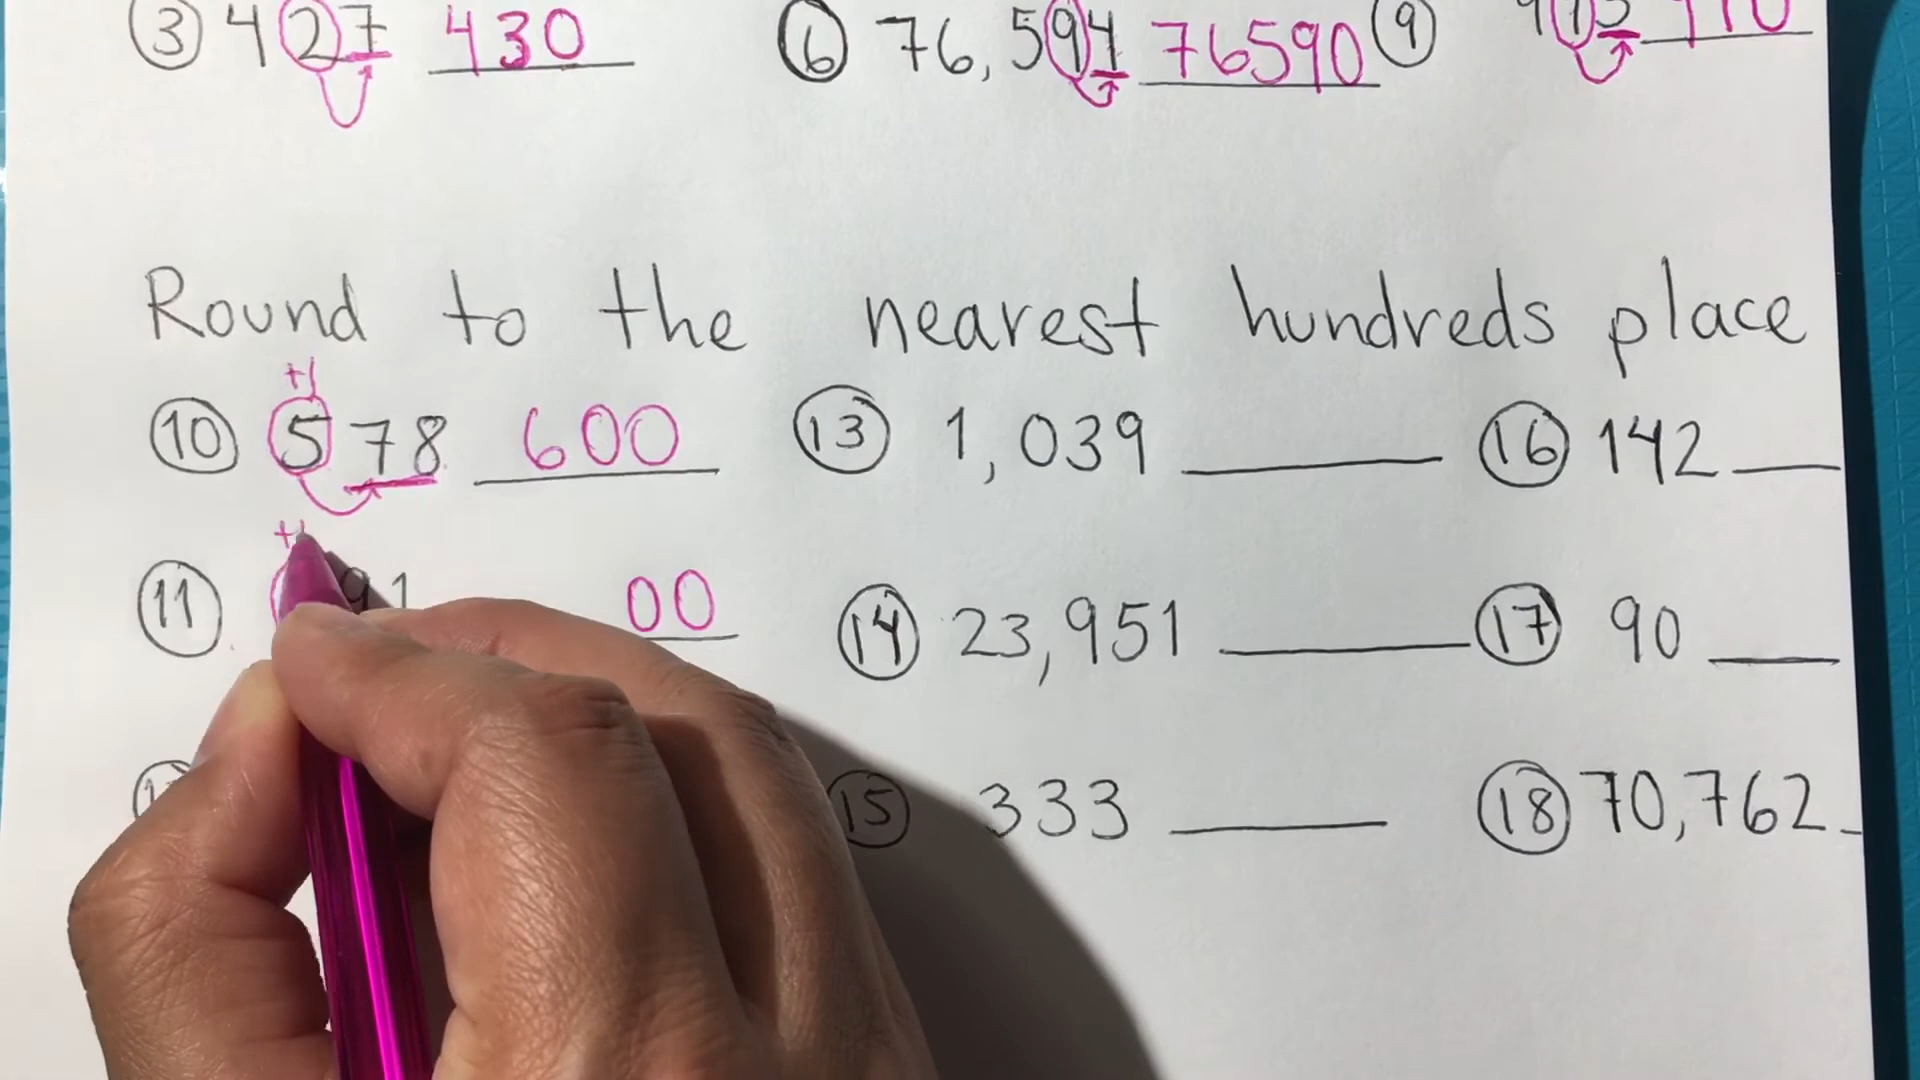 ③ 427 430 ⑥ 76,594 76590 ⑨
Round to the nearest hundreds place
+1 
⑩ 578 600 ⑬ 1,039 ⑯ 142
⑪ 91 00 ⑭ 23,951 ⑰ 90
⑮ 333 ⑱ 70,762